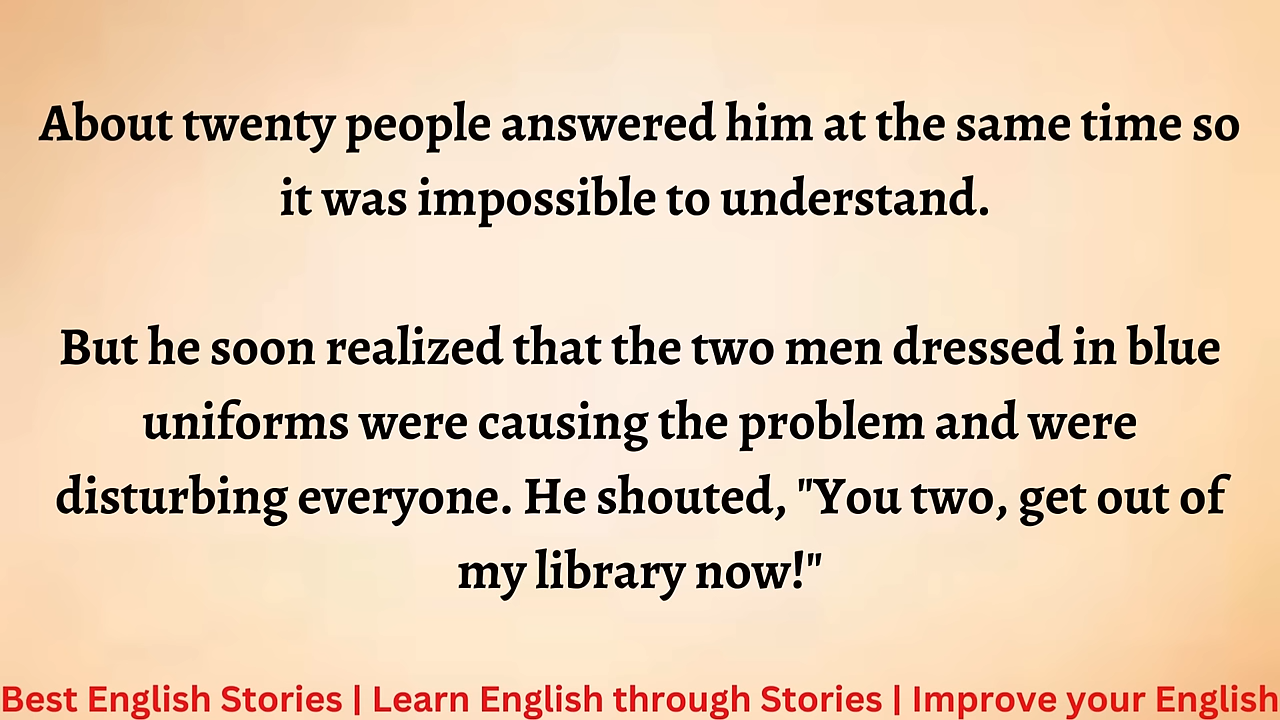 About twenty people answered him at the same time so
it was impossible to understand.
But he soon realized that the two men dressed in blue
uniforms were causing the problem and were
disturbing everyone. He shouted, "You two, get out of
my library now!"
Best English Stories | Learn English through Stories | Improve your English